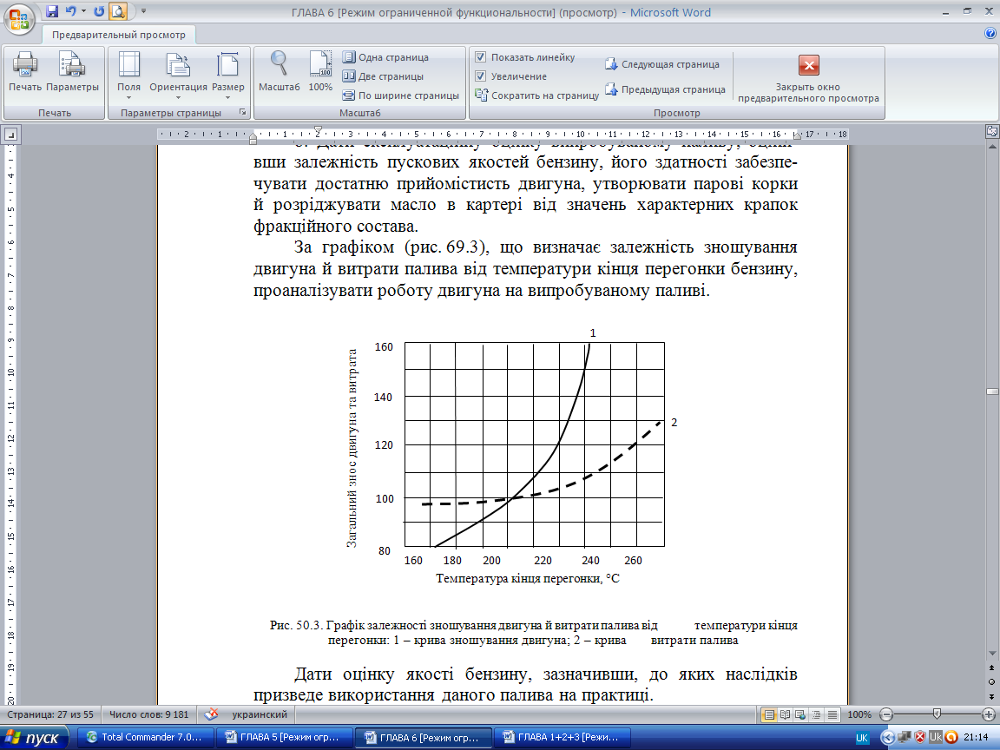 ГЛАВА 6 [Режим ограниченной функциональности] (просмотр) - Microsoft Word
Предварительный просмотр
Печать
Параметры
Поля
Ориентация
Размер
Масштаб
100%
Одна страница
Две страницы
По ширине страницы
Показать линейку
Увеличение
Сократить на страницу
Следующая страница
Предыдущая страница
Закрыть окно
предварительного просмотра
Печать
Параметры страницы
Масштаб
Просмотр
вши залежність пускових якостей бензину, його здатності забезпе-
чувати достатню прийомістисть двигуна, утворювати парові корки
й розріджувати масло в картері від значень характерних крапок
фракційного состава.
За графіком (рис. 69.3), що визначає залежність зношування
двигуна й витрати палива від температури кінця перегонки бензину,
проаналізувати роботу двигуна на випробуваному паливі.
1
160
140
2
120
100
80
Загальний знос двигуна та витрата
160 180 200 220 240 260
Температура кінця перегонки, °С
Рис. 50.3. Графік залежності зношування двигуна й витрати палива від температури кінця
перегонки: 1 – крива зношування двигуна; 2 – крива витрати палива
Дати оцінку якості бензину, зазначивши, до яких наслідків
призведе використання даного палива на практиці.
Страница: 27 из 55
Число слов: 9 181
украинский
100%
пуск
Total Commander 7.0...
ГЛАВА 5 [Режим огр...
ГЛАВА 6 [Режим огр...
ГЛАВА 1+2+3 [Режи...
UK
Uk
21:14